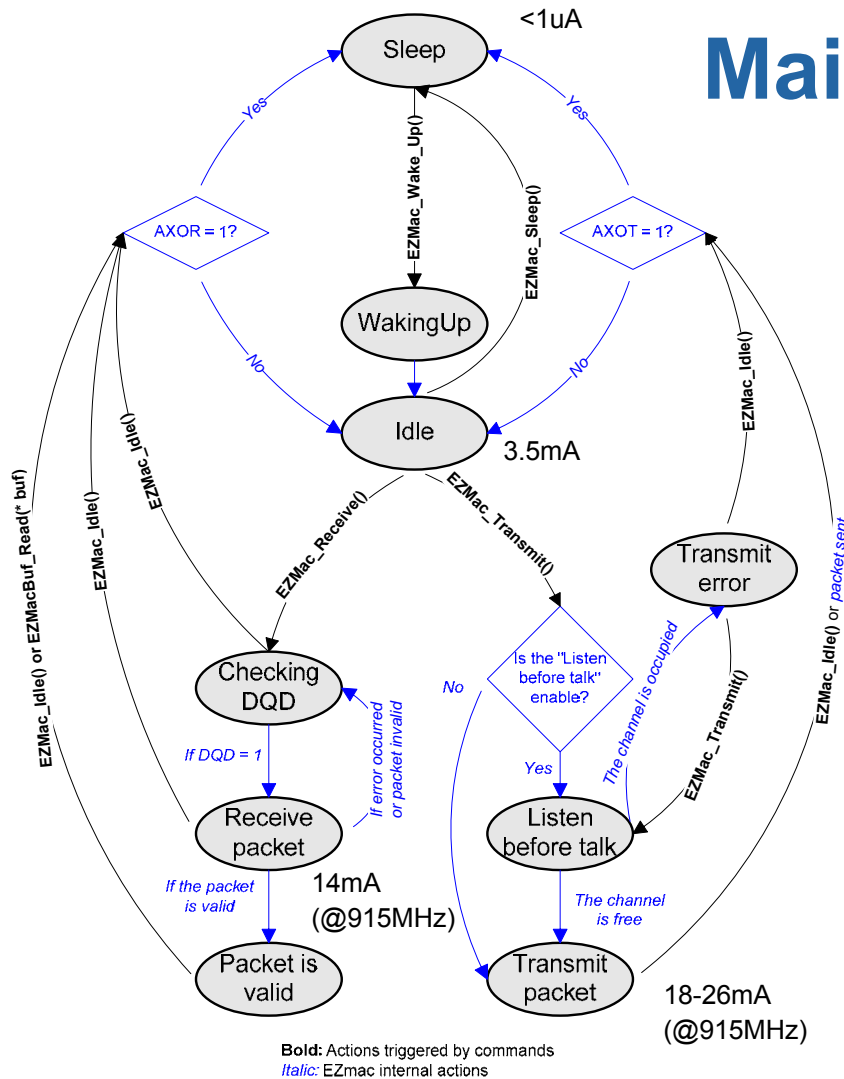 <1uA
Sleep
Mai
Yes
Yes
EZMac_Wake_Up()
EZMac_Sleep()
AXOR = 1?
AXOT = 1?
WakingUp
No
No
Idle
3.5mA
EZMac_Idle()
EZMac_Idle()
EZMac_Idle() or EZMacBuf_Read(* buf)
EZMac_Receive()
EZMac_Transmit()
EZMac_Idle()
Transmit
error
EZMac_Idle() or packet sent
Checking
DQD
Is the "Listen
before talk"
enable?
No
The channel is occupied
EZMac_Transmit()
If DQD = 1
If error occurred
or packet invalid
Yes
Receive
packet
Listen
before talk
If the packet
is valid
14mA
(@915MHz)
The channel
is free
Packet is
valid
Transmit
packet
18-26mA
(@915MHz)
Bold: Actions triggered by commands
Italic: EZmac internal actions